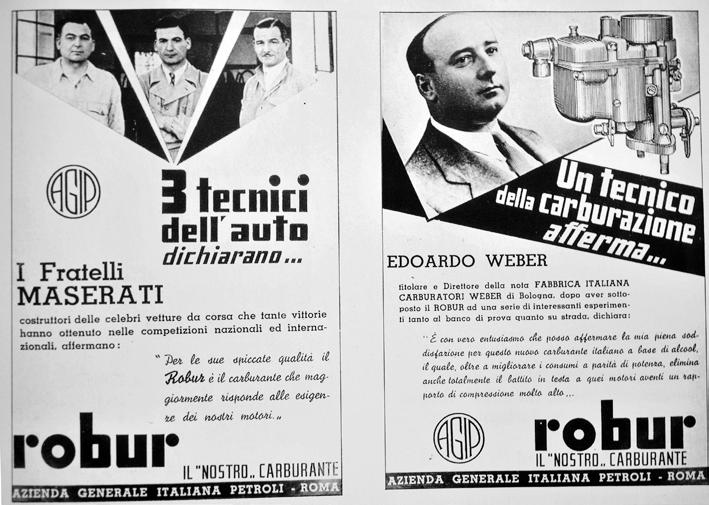 AGIP
3 tecnici
dell'auto
dichiarano...
I Fratelli
MASERATI
costruttori delle celebri vetture da corsa che tante vittorie
hanno ottenuto nelle competizioni nazionali ed interna-
zionali, affermano :
"Per le sue spiccate qualità il
Robur è il carburante che mag-
giormente risponde alle esigen-
ze dei nostri motori.„
robur
IL "NOSTRO„ CARBURANTE
AZIENDA GENERALE ITALIANA PETROLI - ROMA
Un tecnico
della carburazione
afferma...
EDOARDO WEBER
titolare e Direttore della nota FABBRICA ITALIANA
CARBURATORI WEBER di Bologna, dopo aver sotto-
posto il ROBUR ad una serie di interessanti esperimen-
ti tanto al banco di prova quanto su strada, dichiara:
"É con vero entusiasmo che posso affermare la mia piena sod-
disfazione per questo nuovo carburante italiano a base di alcool,
il quale, oltre a migliorare i consumi a parità di potenza, elimina
anche totalmente il battito in testa a quei motori aventi un rap-
porto di compressione molto alto...„
AGIP
robur
IL "NOSTRO„ CARBURANTE
AZIENDA GENERALE ITALIANA PETROLI - ROMA